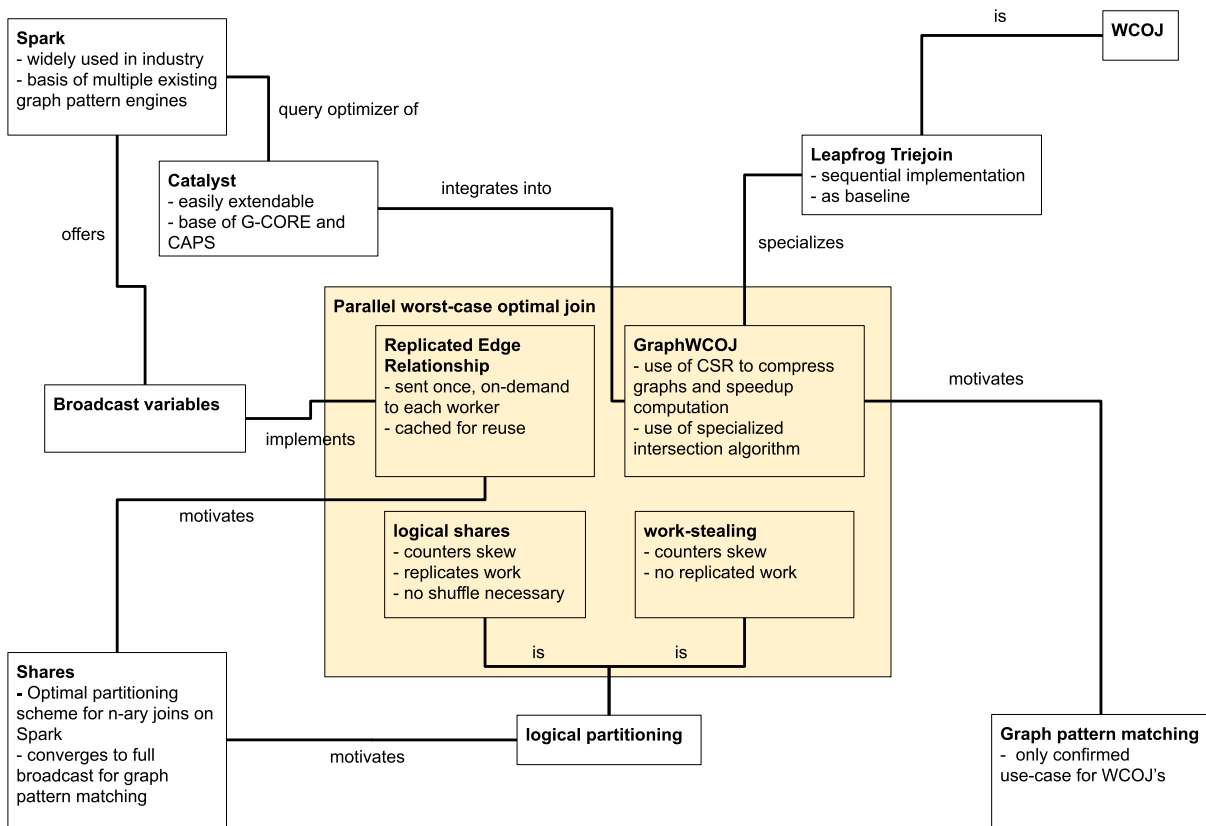 is
WCOJ
Spark
- widely used in industry
- basis of multiple existing
graph pattern engines
query optimizer of
Leapfrog Triejoin
- sequential implementation
- as baseline
Catalyst
- easily extendable
- base of G-CORE and
CAPS
integrates into
offers
specializes
Parallel worst-case optimal join
Replicated Edge
Relationship
- sent once, on-demand
to each worker
- cached for reuse
GraphWCOJ
- use of CSR to compress
graphs and speedup
computation
- use of specialized
intersection algorithm
motivates
Broadcast variables
implements
motivates
logical shares
- counters skew
- replicates work
- no shuffle necessary
work-stealing
- counters skew
- no replicated work
is
is
Shares
- Optimal partitioning
scheme for n-ary joins on
Spark
- converges to full
broadcast for graph
pattern matching
motivates
logical partitioning
Graph pattern matching
- only confirmed
use-case for WCOJ's